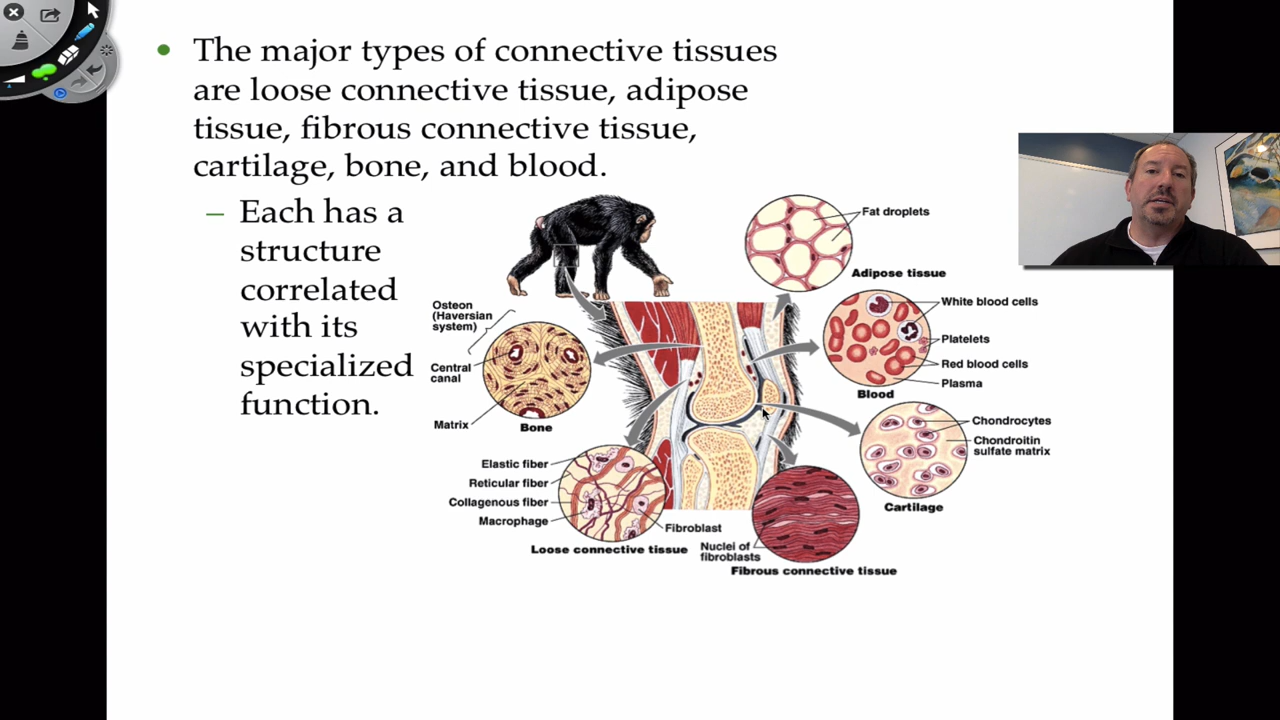 • The major types of connective tissues
are loose connective tissue, adipose
tissue, fibrous connective tissue,
cartilage, bone, and blood.
– Each has a
structure
correlated
with its
specialized
function.
Fat droplets
Adipose tissue
Osteon
(Haversian
system)
Central
canal
Matrix
Bone
White blood cells
Platelets
Red blood cells
Plasma
Blood
Chondrocytes
Chondroitin
sulfate matrix
Cartilage
Elastic fiber
Reticular fiber
Collagenous fiber
Macrophage
Fibroblast
Loose connective tissue
Nuclei of
fibroblasts
Fibrous connective tissue